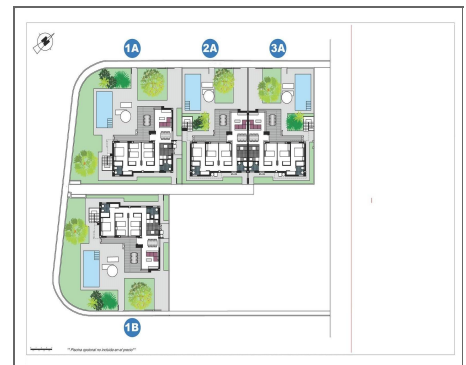 1A
2A
3A
1B
** Piscina opcional no incluida en el precio**